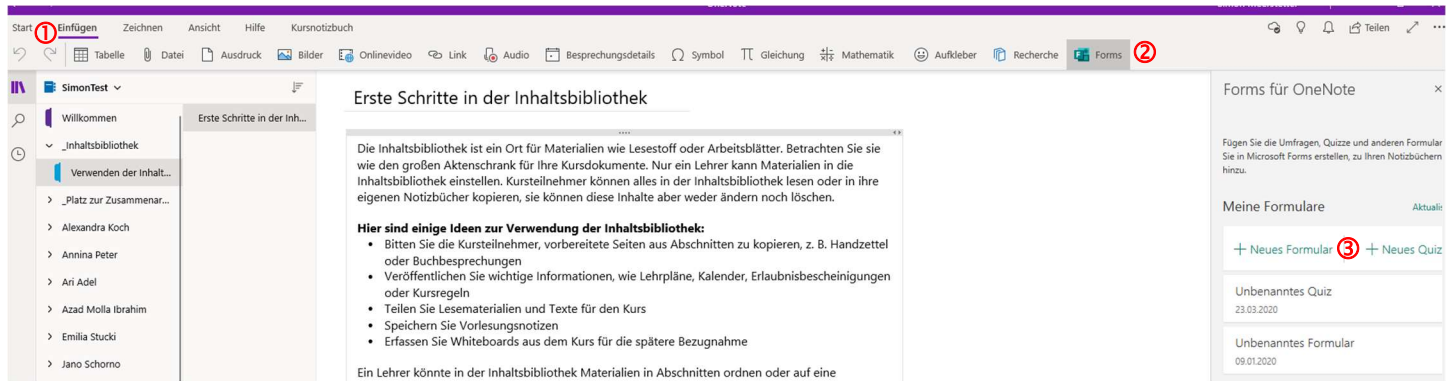 Start ① Einfügen Zeichnen Ansicht Hilfe Kursnotizbuch Teilen
Tabelle Datei Ausdruck Bilder Onlinevideo Link Audio Besprechungsdetails Symbol Gleichung Mathematik Aufkleber Recherche Forms ②
SimonTest
Willkommen
_Inhaltsbibliothek
Verwenden der Inhalt...
_Platz zur Zusammenar...
Alexandra Koch
Annina Peter
Ari Adel
Azad Molla Ibrahim
Emilia Stucki
Jano Schorno
Erste Schritte in der Inh...
Erste Schritte in der Inhaltsbibliothek
Die Inhaltsbibliothek ist ein Ort für Materialien wie Lesestoff oder Arbeitsblätter. Betrachten Sie sie
wie den großen Aktenschrank für Ihre Kursdokumente. Nur ein Lehrer kann Materialien in die
Inhaltsbibliothek einstellen. Kursteilnehmer können alles in der Inhaltsbibliothek lesen oder in ihre
eigenen Notizbücher kopieren, sie können diese Inhalte aber weder ändern noch löschen.
Hier sind einige Ideen zur Verwendung der Inhaltsbibliothek:
• Bitten Sie die Kursteilnehmer, vorbereitete Seiten aus Abschnitten zu kopieren, z. B. Handzettel
oder Buchbesprechungen
• Veröffentlichen Sie wichtige Informationen, wie Lehrpläne, Kalender, Erlaubnisbescheinigungen
oder Kursregeln
• Teilen Sie Lesematerialien und Texte für den Kurs
• Speichern Sie Vorlesungsnotizen
• Erfassen Sie Whiteboards aus dem Kurs für die spätere Bezugnahme
Ein Lehrer könnte in der Inhaltsbibliothek Materialien in Abschnitten ordnen oder auf eine
Forms für OneNote
Fügen Sie die Umfragen, Quizze und anderen Formular
Sie in Microsoft Forms erstellen, zu Ihren Notizbüchern
hinzu.
Meine Formulare Aktualis
+ Neues Formular ③ + Neues Quiz
Unbenanntes Quiz
23.03.2020
Unbenanntes Formular
09.01.2020